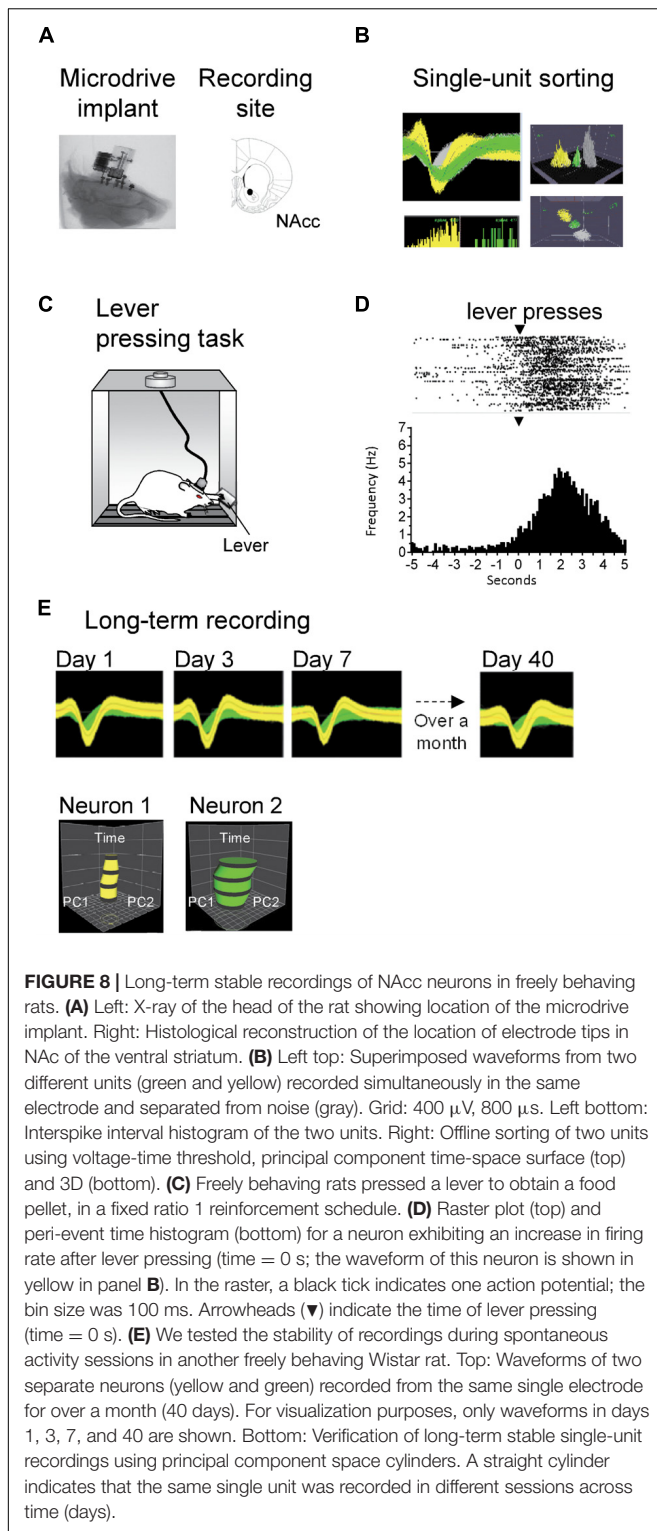 A
Microdrive
implant
Recording
site
NAcc
B
Single-unit sorting
C
Lever
pressing task
Lever
D
lever presses
Frequency (Hz)
7
6
5
4
3
2
1
0
-5 -4 -3 -2 -1 0 1 2 3 4 5
Seconds
E
Long-term recording
Day 1
Day 3
Day 7
Over a
month
Day 40
Neuron 1
Time
PC1
PC2
Neuron 2
Time
PC1
PC2
FIGURE 8 | Long-term stable recordings of NAcc neurons in freely behaving
rats. (A) Left: X-ray of the head of the rat showing location of the microdrive
implant. Right: Histological reconstruction of the location of electrode tips in
NAc of the ventral striatum. (B) Left top: Superimposed waveforms from two
different units (green and yellow) recorded simultaneously in the same
electrode and separated from noise (gray). Grid: 400 μV, 800 μs. Left bottom:
Interspike interval histogram of the two units. Right: Offline sorting of two units
using voltage-time threshold, principal component time-space surface (top)
and 3D (bottom). (C) Freely behaving rats pressed a lever to obtain a food
pellet, in a fixed ratio 1 reinforcement schedule. (D) Raster plot (top) and
peri-event time histogram (bottom) for a neuron exhibiting an increase in firing
rate after lever pressing (time = 0 s; the waveform of this neuron is shown in
yellow in panel B). In the raster, a black tick indicates one action potential; the
bin size was 100 ms. Arrowheads (▼) indicate the time of lever pressing
(time = 0 s). (E) We tested the stability of recordings during spontaneous
activity sessions in another freely behaving Wistar rat. Top: Waveforms of two
separate neurons (yellow and green) recorded from the same single electrode
for over a month (40 days). For visualization purposes, only waveforms in days
1, 3, 7, and 40 are shown. Bottom: Verification of long-term stable single-unit
recordings using principal component space cylinders. A straight cylinder
indicates that the same single unit was recorded in different sessions across
time (days).